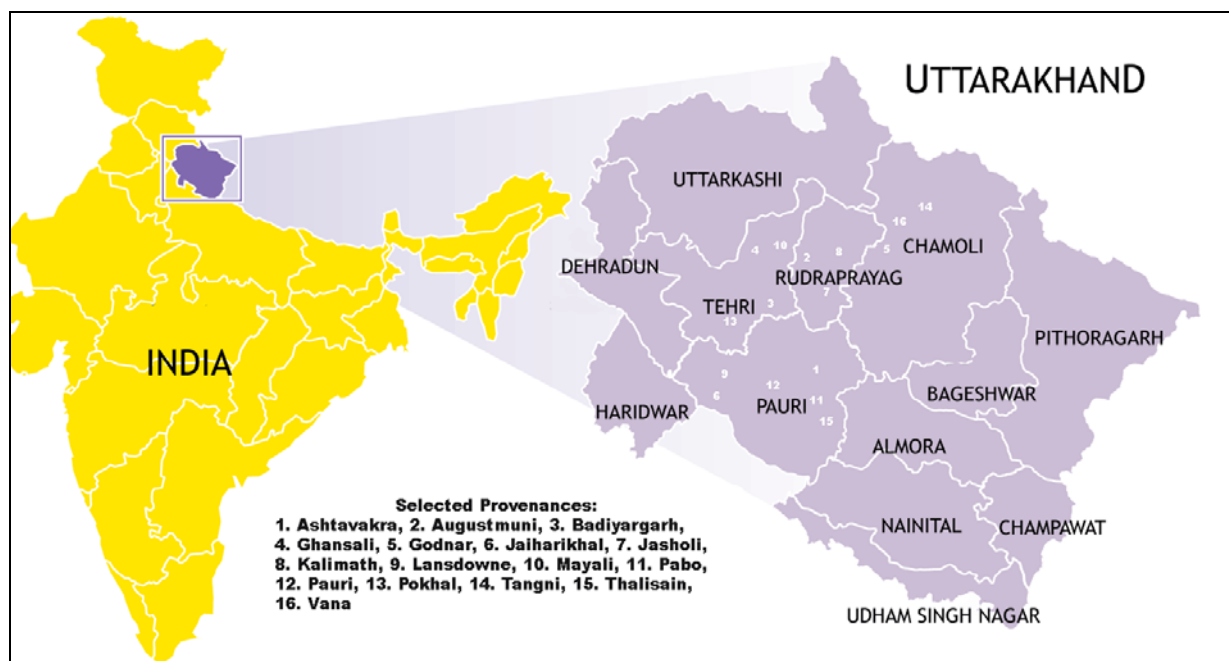 UTTARAKHAND
UTTARKASHI
14
16
4
10
8
5
CHAMOLI
2
DEHRADUN
RUDRAPRAYAG
7
TEHRI
3
13
PITHORAGARH
INDIA
9
1
12
BAGESHWAR
6
PAURI
11
HARIDWAR
15
ALMORA
Selected Provenances:
1. Ashtavakra, 2. Augustmuni, 3. Badiyargarh,
4. Ghansali, 5. Godnar, 6. Jaiharikhal, 7. Jasholi,
8. Kalimath, 9. Lansdowne, 10. Mayali, 11. Pabo,
12. Pauri, 13. Pokhal, 14. Tangni, 15. Thalisain,
16. Vana
NAINITAL
CHAMPAWAT
UDHAM SINGH NAGAR